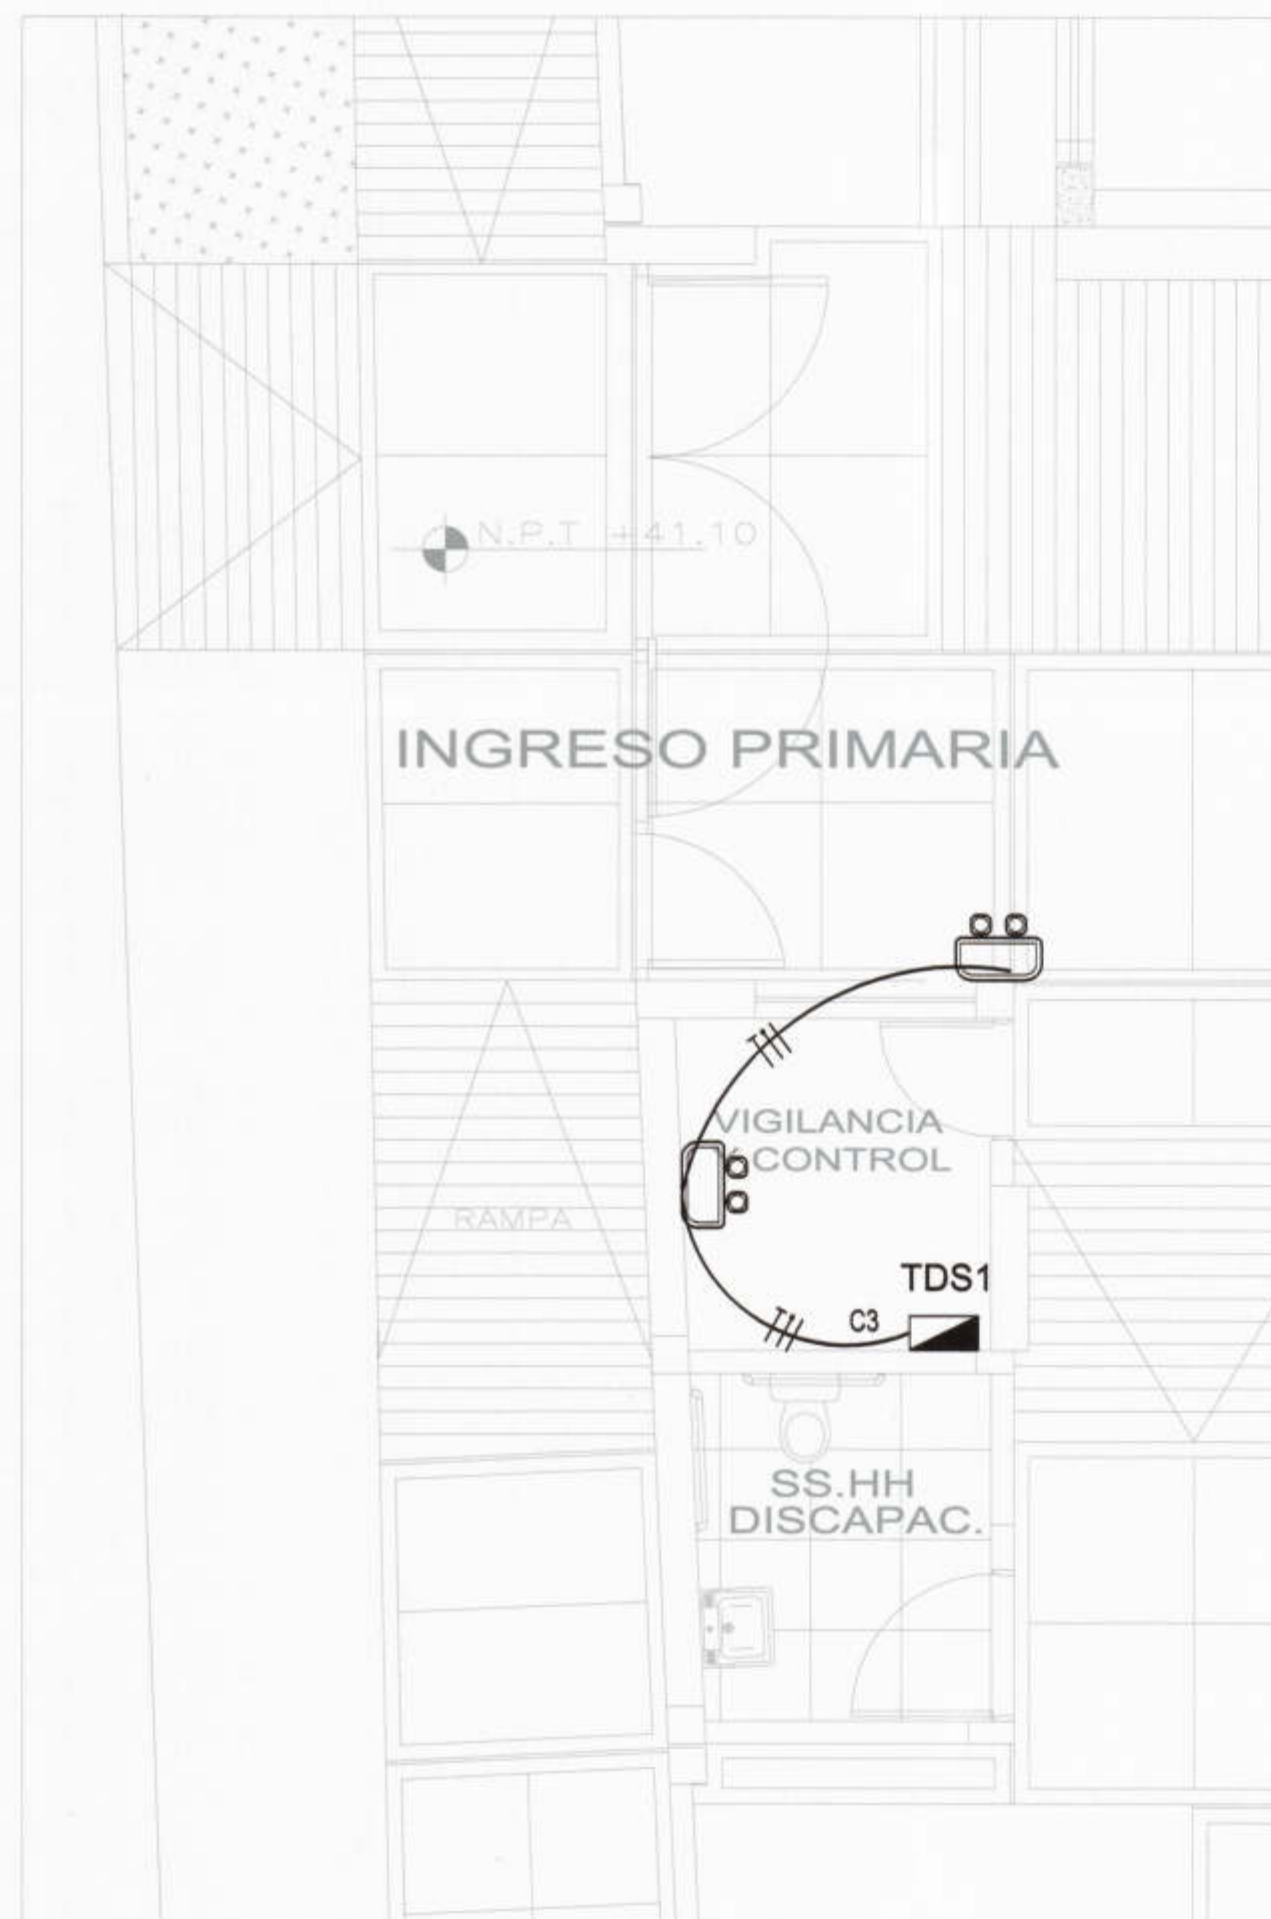 N.P.T +41.10
INGRESO PRIMARIA
VIGILANCIA
Y CONTROL
RAMPA
TDS1
C3
SS.HH
DISCAPAC.